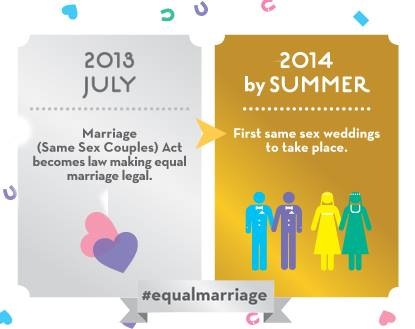 2013
JULY
Marriage
(Same Sex Couples) Act
becomes law making equal
marriage legal.
2014
by SUMMER
First same sex weddings
to take place.
#equalmarriage